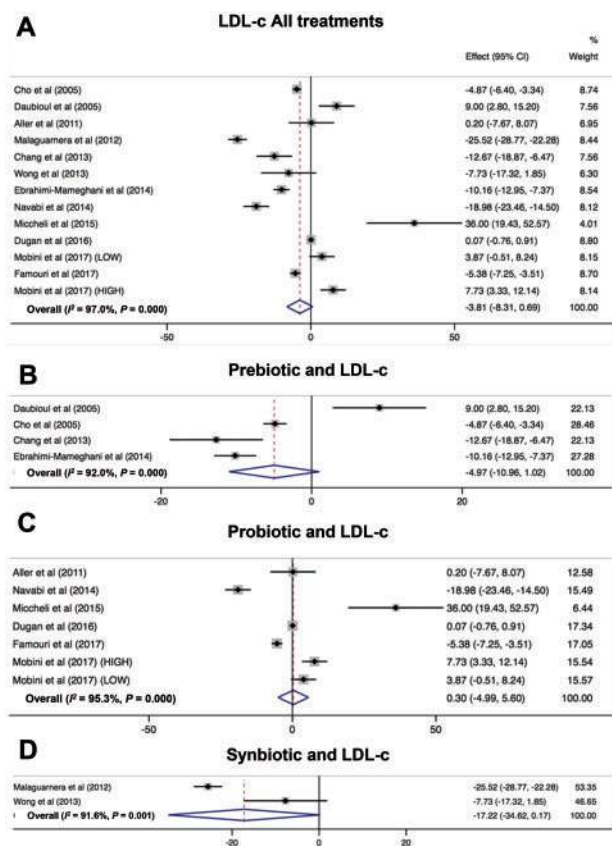 A
LDL-c All treatments
%
Effect (95% CI) Weight
Cho et al (2005) -4.87 (-6.40, -3.34) 8.74
Daubioul et al (2005) 9.00 (2.80, 15.20) 7.56
Aller et al (2011) 0.20 (-7.67, 8.07) 6.95
Malaguarnera et al (2012) -25.52 (-28.77, -22.28) 8.44
Chang et al (2013) -12.67 (-18.87, -6.47) 7.56
Wong et al (2013) -7.73 (-17.32, 1.85) 6.30
Ebrahimi-Mameghani et al (2014) -10.16 (-12.95, -7.37) 8.54
Navabi et al (2014) -18.98 (-23.46, -14.50) 8.12
Miccheli et al (2015) 36.00 (19.43, 52.57) 4.01
Dugan et al (2016) 0.07 (-0.76, 0.91) 8.80
Mobini et al (2017) (LOW) 3.87 (-0.51, 8.24) 8.15
Famouri et al (2017) -5.38 (-7.25, -3.51) 8.70
Mobini et al (2017) (HIGH) 7.73 (3.33, 12.14) 8.14
Overall (I² = 97.0%, P = 0.000) -3.81 (-8.31, 0.69) 100.00
-50 0 50
B
Prebiotic and LDL-c
Daubioul et al (2005) 9.00 (2.80, 15.20) 22.13
Cho et al (2005) -4.87 (-6.40, -3.34) 28.46
Chang et al (2013) -12.67 (-18.87, -6.47) 22.13
Ebrahimi-Mameghani et al (2014) -10.16 (-12.95, -7.37) 27.28
Overall (I² = 92.0%, P = 0.000) -4.97 (-10.96, 1.02) 100.00
-20 0 20
C
Probiotic and LDL-c
Aller et al (2011) 0.20 (-7.67, 8.07) 12.58
Navabi et al (2014) -18.98 (-23.46, -14.50) 15.49
Miccheli et al (2015) 36.00 (19.43, 52.57) 6.44
Dugan et al (2016) 0.07 (-0.76, 0.91) 17.34
Famouri et al (2017) -5.38 (-7.25, -3.51) 17.05
Mobini et al (2017) (HIGH) 7.73 (3.33, 12.14) 15.54
Mobini et al (2017) (LOW) 3.87 (-0.51, 8.24) 15.57
Overall (I² = 95.3%, P = 0.000) 0.30 (-4.99, 5.60) 100.00
-50 0 50
D
Synbiotic and LDL-c
Malaguarnera et al (2012) -25.52 (-28.77, -22.28) 53.35
Wong et al (2013) -7.73 (-17.32, 1.85) 46.65
Overall (I² = 91.6%, P = 0.001) -17.22 (-34.62, 0.17) 100.00
-20 0 20